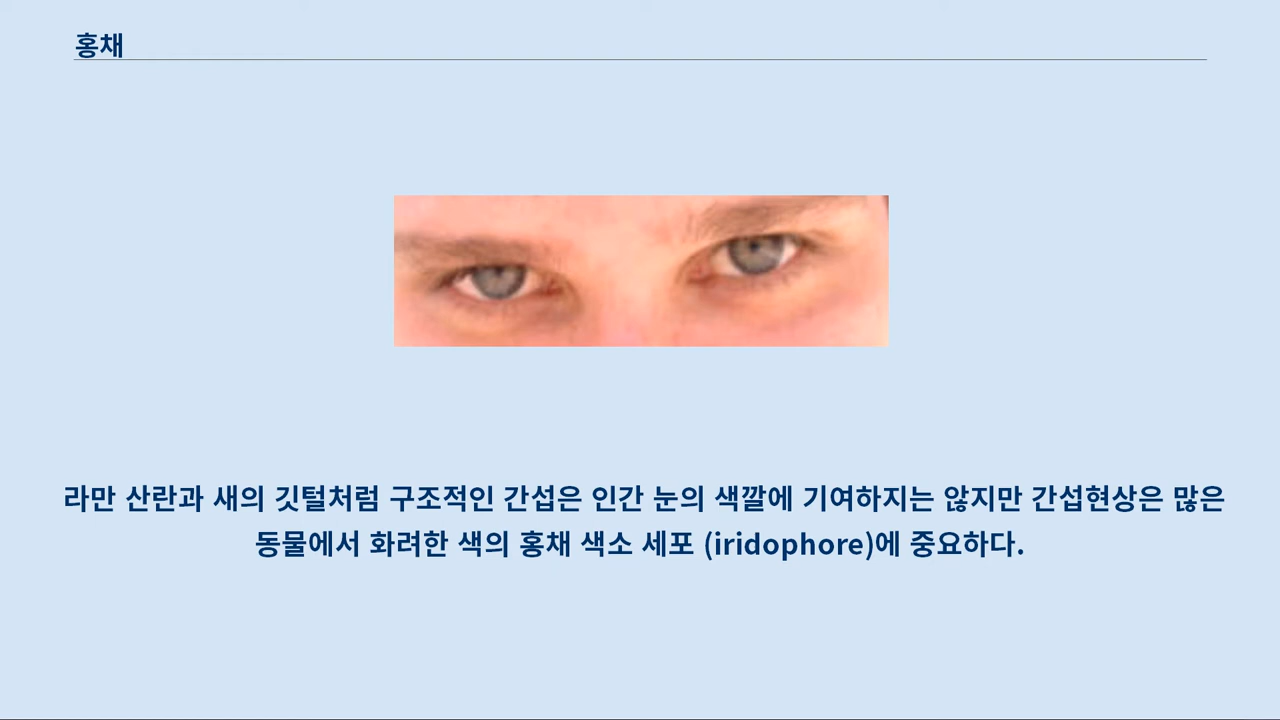 홍채
라만 산란과 새의 깃털처럼 구조적인 간섭은 인간 눈의 색깔에 기여하지는 않지만 간섭현상은 많은
동물에서 화려한 색의 홍채 색소 세포 (iridophore)에 중요하다.